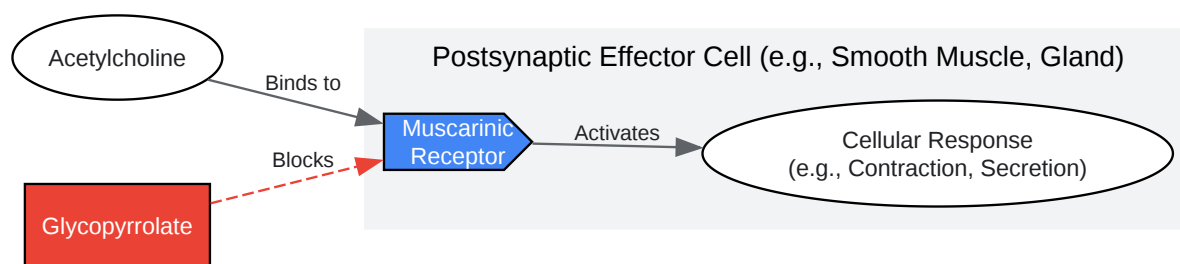 Acetylcholine
Postsynaptic Effector Cell (e.g., Smooth Muscle, Gland)
Binds to
Muscarinic
Receptor
Activates
Cellular Response
(e.g., Contraction, Secretion)
Blocks
Glycopyrrolate